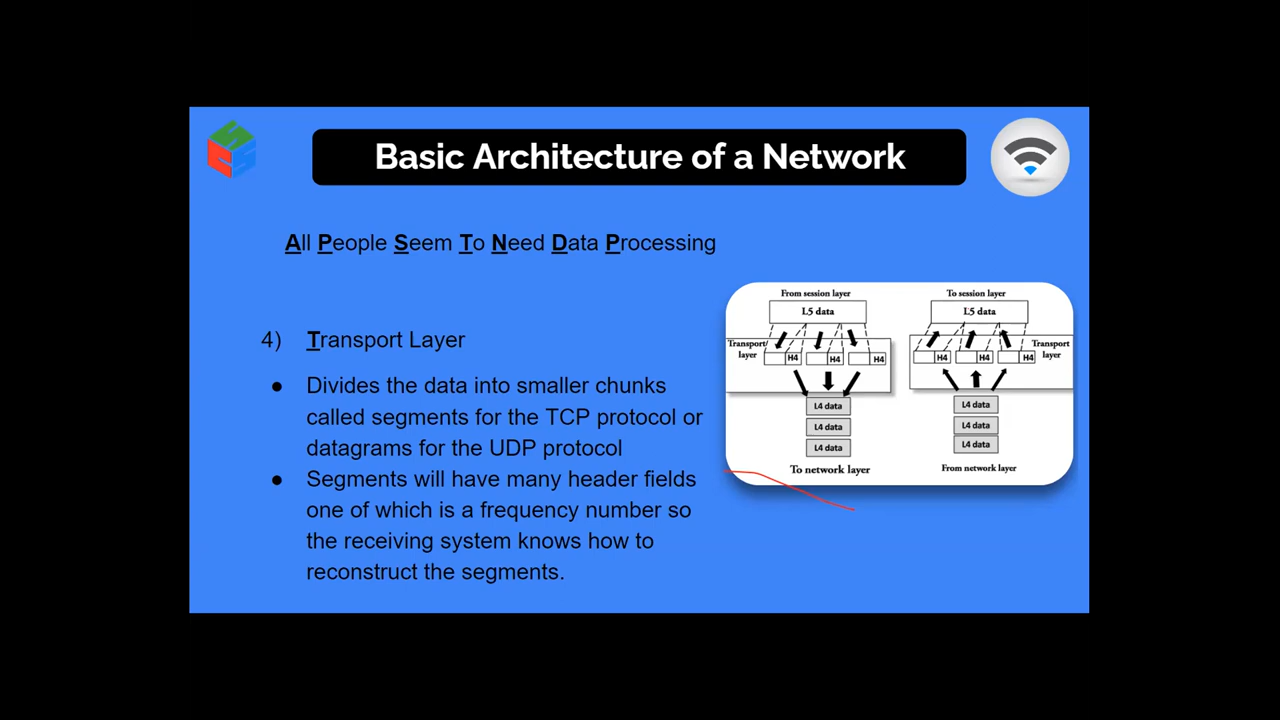 Basic Architecture of a Network
All People Seem To Need Data Processing
4) Transport Layer
● Divides the data into smaller chunks
called segments for the TCP protocol or
datagrams for the UDP protocol
● Segments will have many header fields
one of which is a frequency number so
the receiving system knows how to
reconstruct the segments.
From session layer
L5 data
Transport
layer
H4 H4 H4
L4 data
L4 data
L4 data
To network layer
To session layer
L5 data
Transport
layer
H4 H4 H4
L4 data
L4 data
L4 data
From network layer